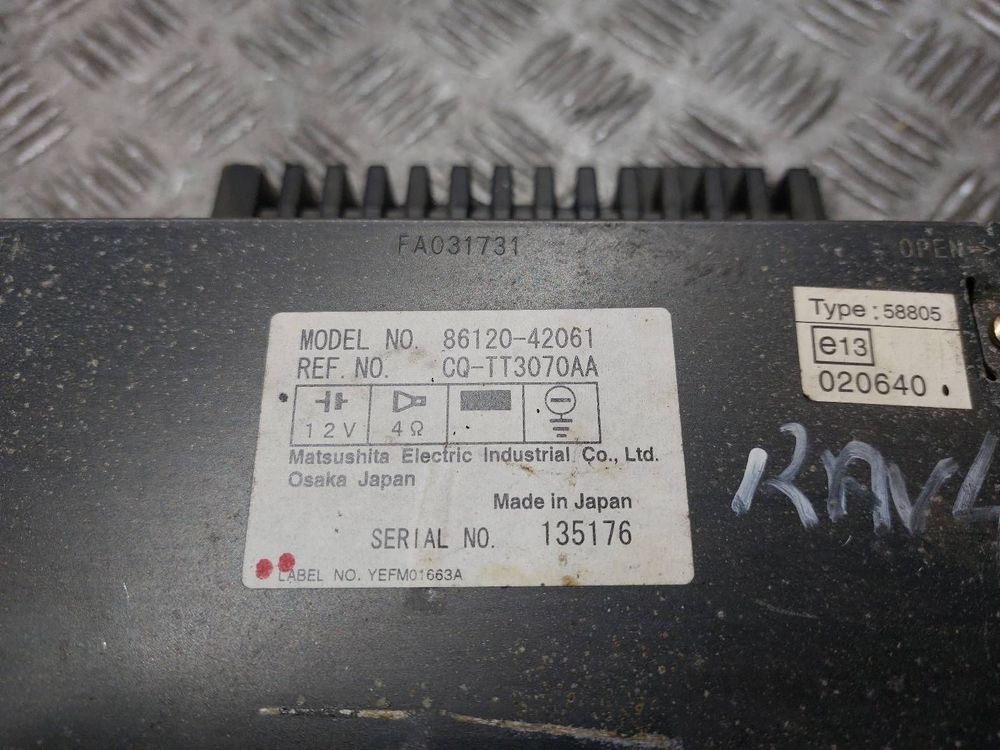 FA031731
OPEN
Type : 58805
e13
020640
MODEL NO. 86120-42061
REF. NO. CQ-TT3070AA
12V 4Ω
Matsushita Electric Industrial Co., Ltd.
Osaka Japan
Made in Japan
SERIAL NO. 135176
LABEL NO. YEFM01663A
RAV4